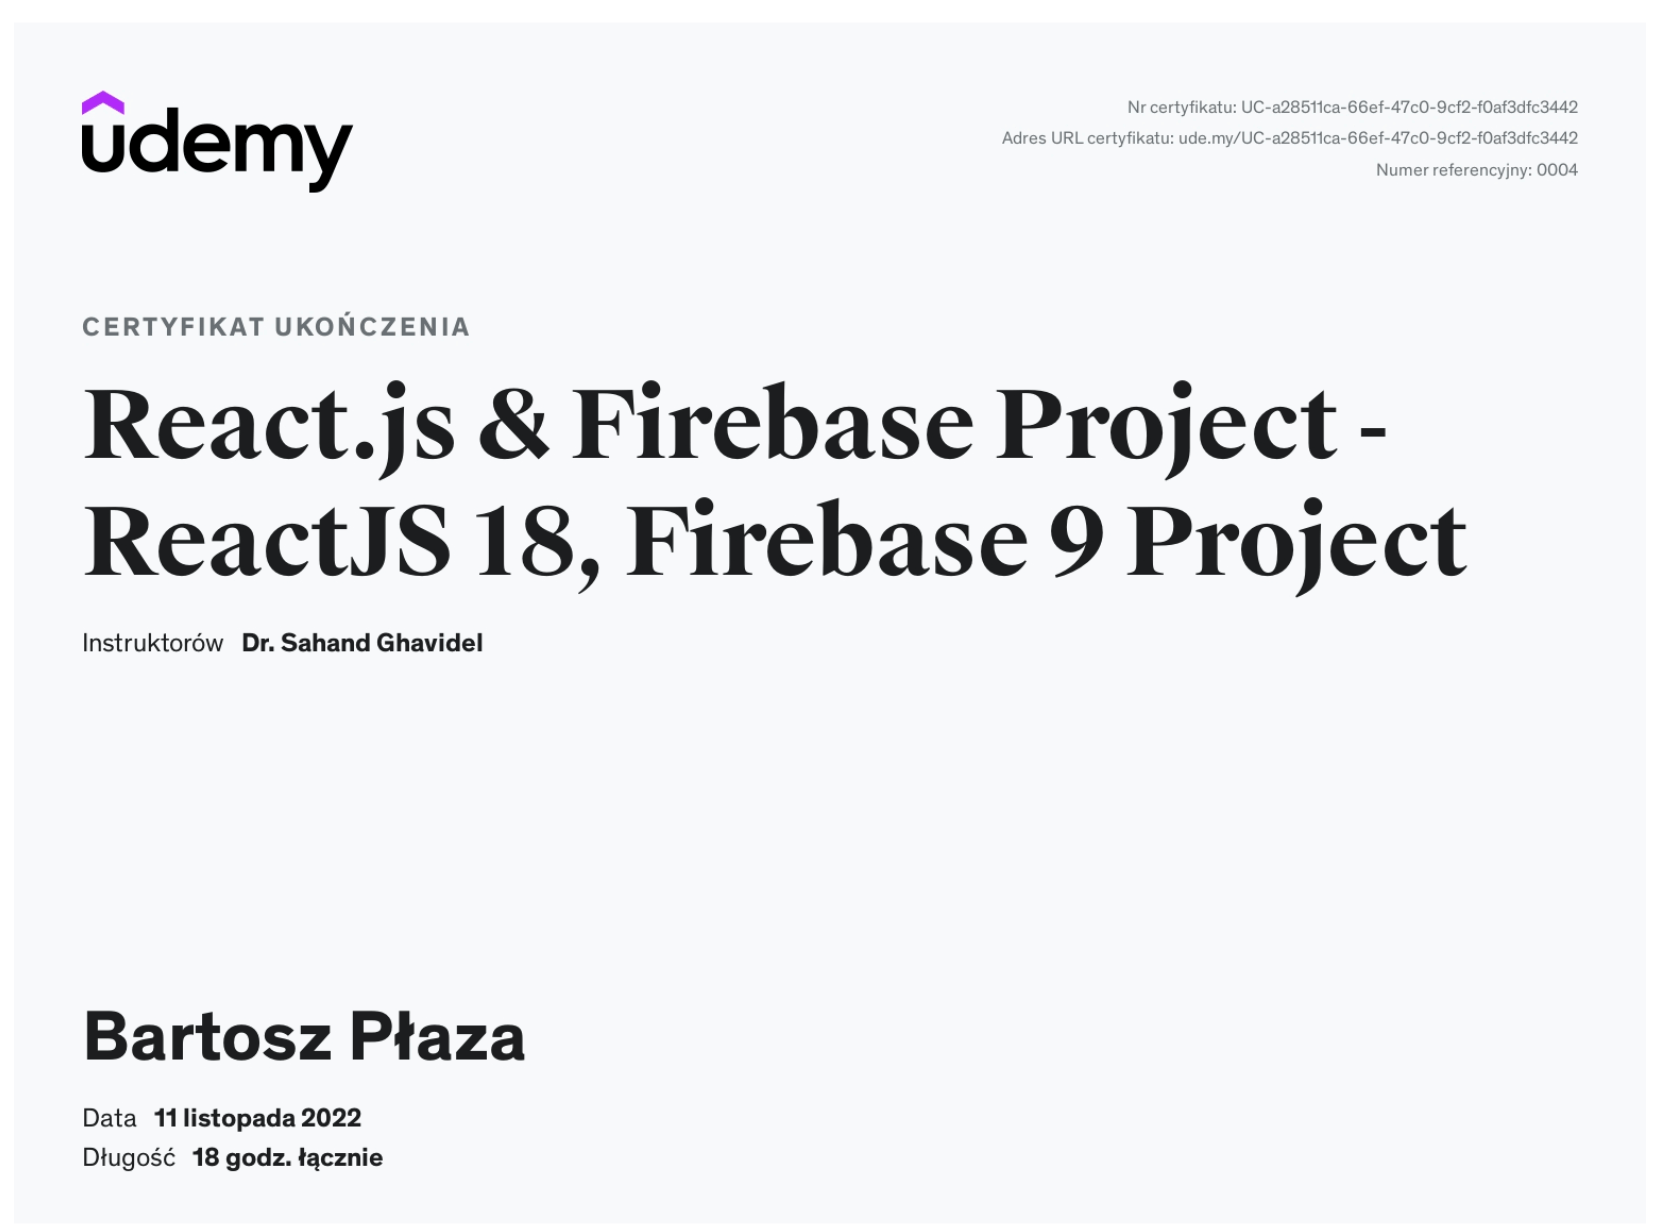 udemy
Nr certyfikatu: UC-a28511ca-66ef-47c0-9cf2-f0af3dfc3442
Adres URL certyfikatu: ude.my/UC-a28511ca-66ef-47c0-9cf2-f0af3dfc3442
Numer referencyjny: 0004
CERTYFIKAT UKOŃCZENIA
React.js & Firebase Project -
ReactJS 18, Firebase 9 Project
Instruktorów Dr. Sahand Ghavidel
Bartosz Płaza
Data 11 listopada 2022
Długość 18 godz. łącznie